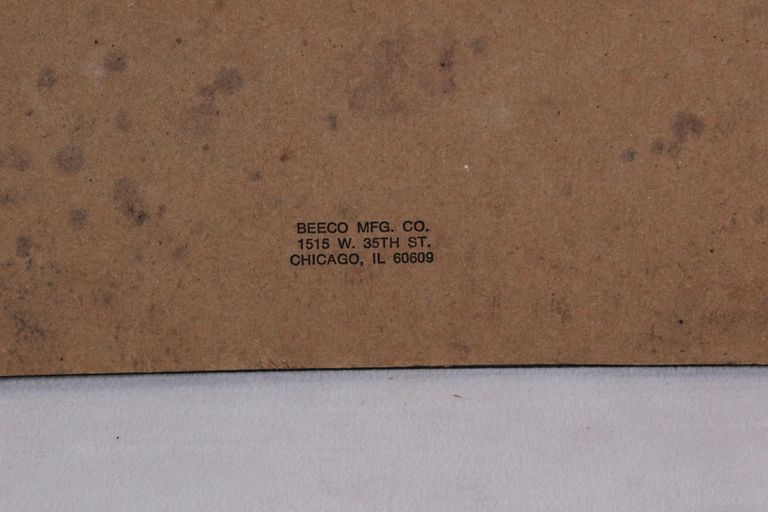 BEECO MFG. CO.
1515 W. 35TH ST.
CHICAGO, IL 60609